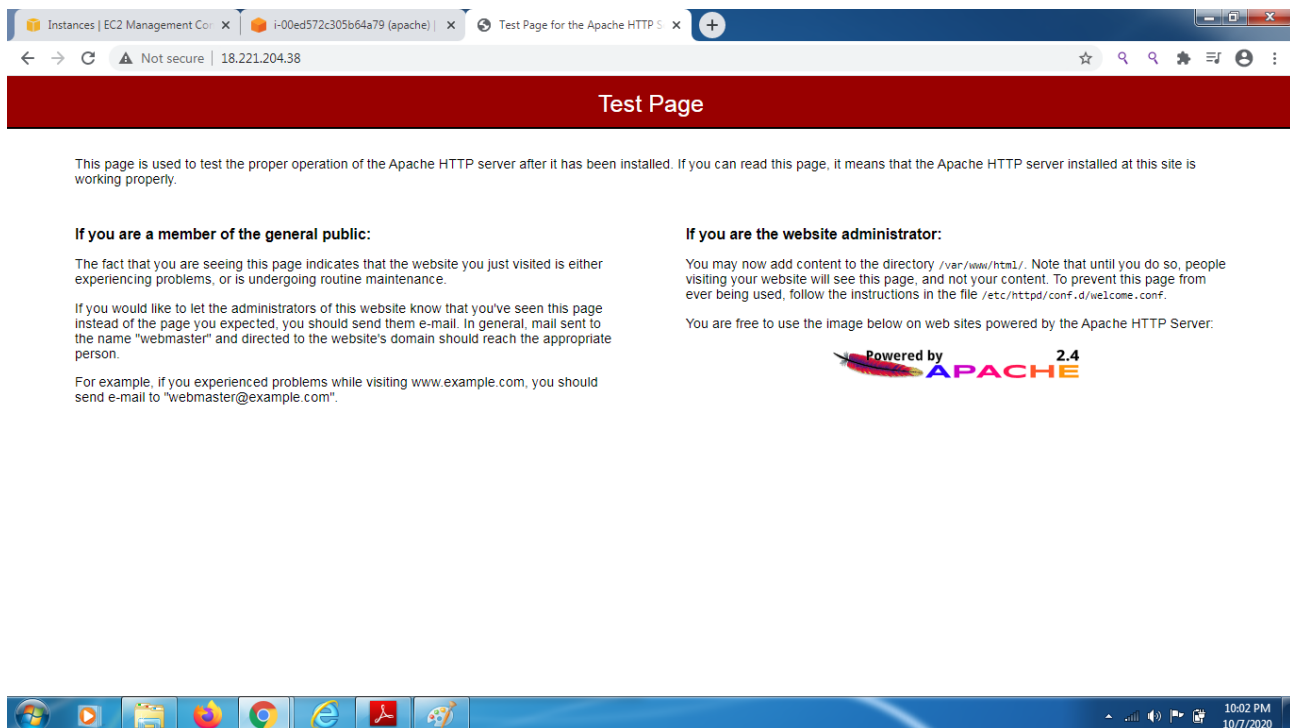 Instances | EC2 Management Con
i-00ed572c305b64a79 (apache) |
Test Page for the Apache HTTP S
Not secure | 18.221.204.38
Test Page
This page is used to test the proper operation of the Apache HTTP server after it has been installed. If you can read this page, it means that the Apache HTTP server installed at this site is
working properly.
If you are a member of the general public:
The fact that you are seeing this page indicates that the website you just visited is either
experiencing problems, or is undergoing routine maintenance.
If you would like to let the administrators of this website know that you've seen this page
instead of the page you expected, you should send them e-mail. In general, mail sent to
the name "webmaster" and directed to the website's domain should reach the appropriate
person.
For example, if you experienced problems while visiting www.example.com, you should
send e-mail to "webmaster@example.com".
If you are the website administrator:
You may now add content to the directory /var/www/html/. Note that until you do so, people
visiting your website will see this page, and not your content. To prevent this page from
ever being used, follow the instructions in the file /etc/httpd/conf.d/welcome.conf.
You are free to use the image below on web sites powered by the Apache HTTP Server:
Powered by 2.4
APACHE
10:02 PM
10/7/2020